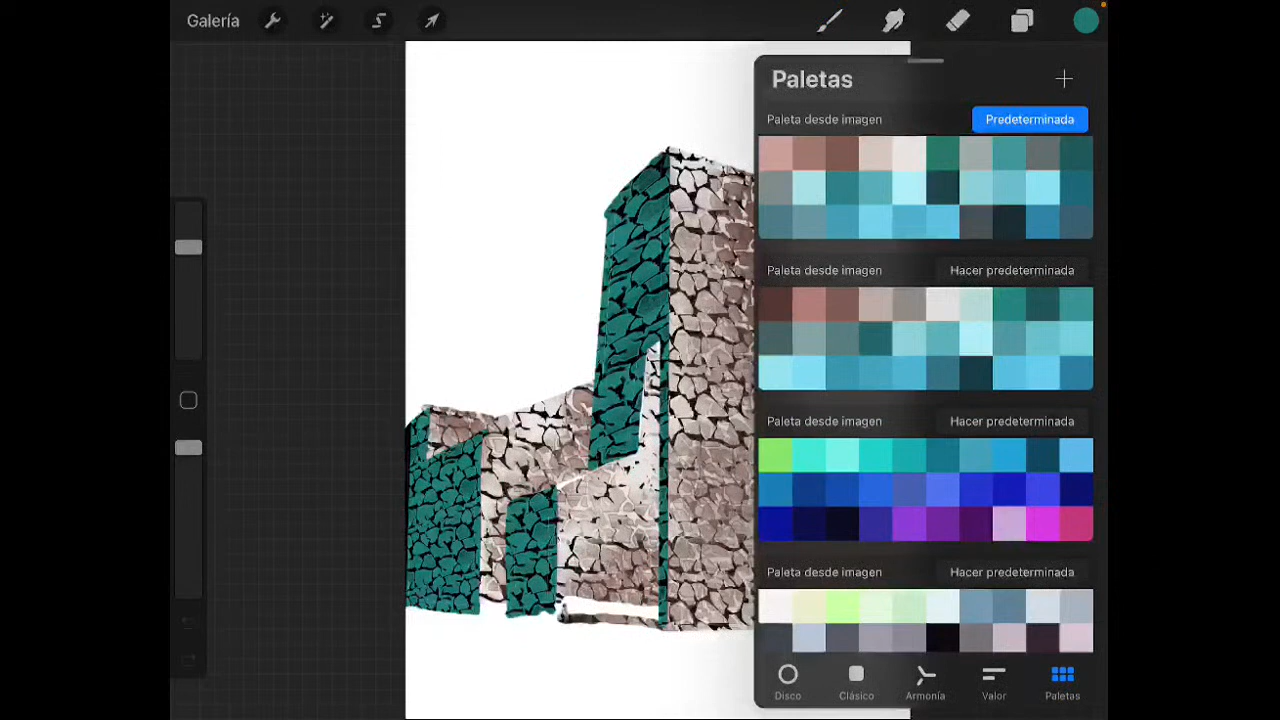 Galería
Paletas
Paleta desde imagen
Predeterminada
Paleta desde imagen
Hacer predeterminada
Paleta desde imagen
Hacer predeterminada
Paleta desde imagen
Hacer predeterminada
Disco
Clásico
Armonía
Valor
Paletas